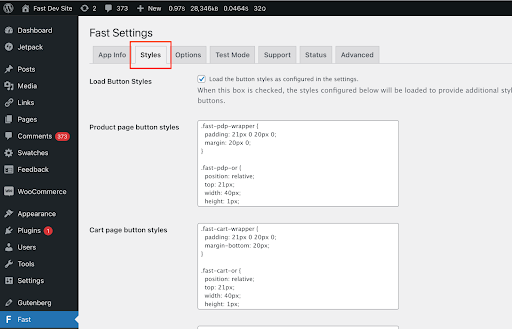 Fast Dev Site 2 373 + New 0.97s 28,346kB 0.0464s 32Q
Dashboard
Jetpack
Posts
Media
Links
Pages
Comments 373
Swatches
Feedback
WooCommerce
Appearance
Plugins 1
Users
Tools
Settings
Gutenberg
F Fast
Fast Settings
App Info Styles Options Test Mode Support Status Advanced
Load Button Styles
Load the button styles as configured in the settings.
When this box is checked, the styles configured below will be loaded to provide additional sty
buttons.
Product page button styles
.fast-pdp-wrapper {
padding: 21px 0 20px 0;
margin: 20px 0;
}
.fast-pdp-or {
position: relative;
top: 21px;
width: 40px;
height: 1px;
Cart page button styles
.fast-cart-wrapper {
padding: 21px 0 20px 0;
margin-bottom: 20px;
}
.fast-cart-or {
position: relative;
top: 21px;
width: 40px;
height: 1px;